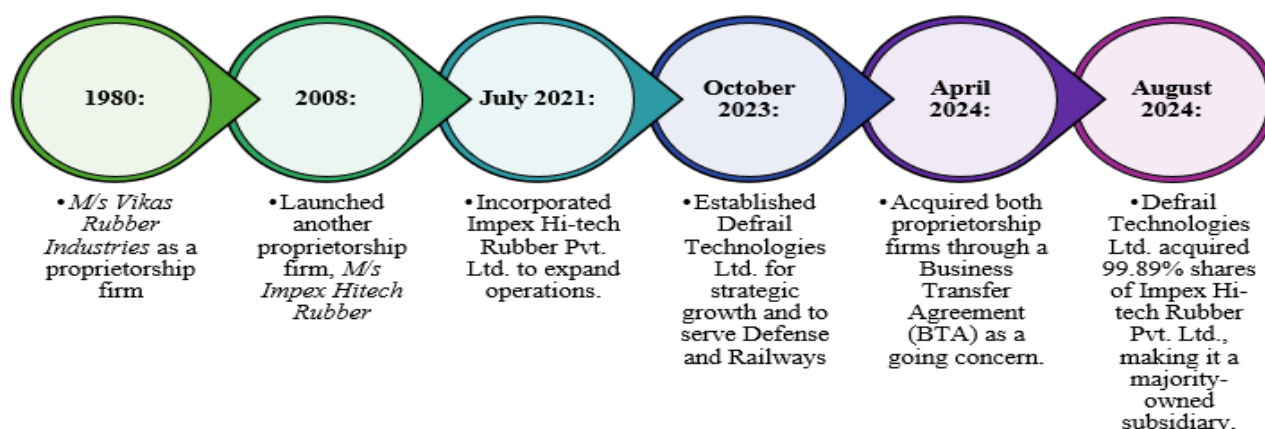 1980:
• M/s Vikas
Rubber
Industries as a
proprietorship
firm
2008:
• Launched
another
proprietorship
firm, M/s
Impex Hitech
Rubber
July 2021:
• Incorporated
Impex Hi-tech
Rubber Pvt.
Ltd. to expand
operations.
October
2023:
• Established
Defrail
Technologies
Ltd. for
strategic
growth and to
serve Defense
and Railways
April
2024:
• Acquired both
proprietorship
firms through a
Business
Transfer
Agreement
(BTA) as a
going concern.
August
2024:
• Defrail
Technologies
Ltd. acquired
99.89% shares
of Impex Hi-
tech Rubber
Pvt. Ltd.,
making it a
majority-
owned
subsidiary.